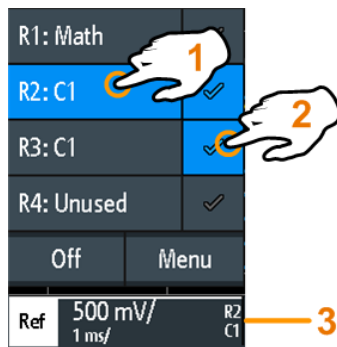 R1: Math
1
R2: C1
2
R3: C1
R4: Unused
Off Menu
Ref 500 mV/ R2
1 ms/ C1
3